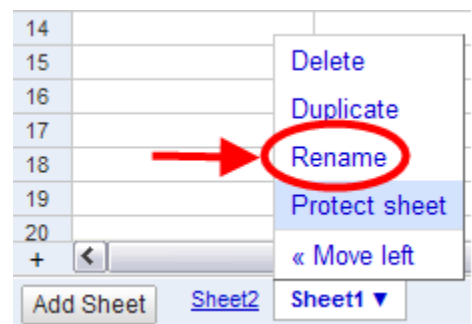 14
15
16
17
18
19
20
+
Delete
Duplicate
Rename
Protect sheet
« Move left
Add Sheet Sheet2 Sheet1 ▼